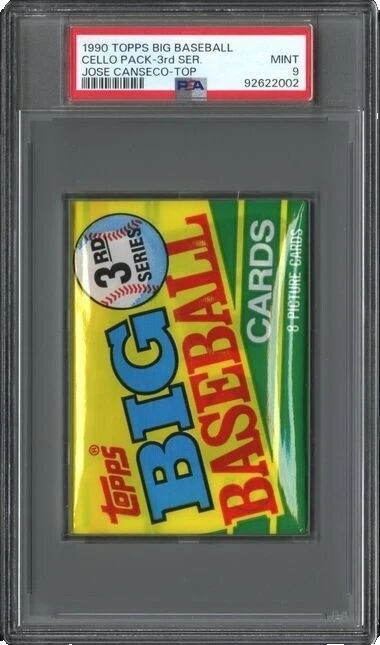 1990 TOPPS BIG BASEBALL
CELLO PACK-3rd SER.
JOSE CANSECO-TOP
MINT
9
92622002
PSA
3RD
SERIES
topps®
BIG
BASEBALL
CARDS
8 PICTURE CARDS